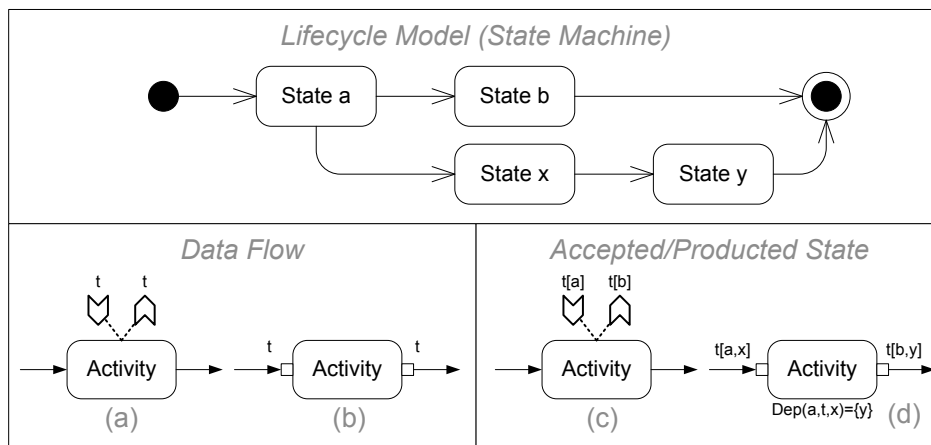 Lifecycle Model (State Machine)
State a
State b
State x
State y
Data Flow
Accepted/Producted State
t t
t[a] t[b]
Activity
t Activity t
Activity
t[a,x] Activity t[b,y]
Dep(a,t,x)={y}
(a)
(b)
(c)
(d)